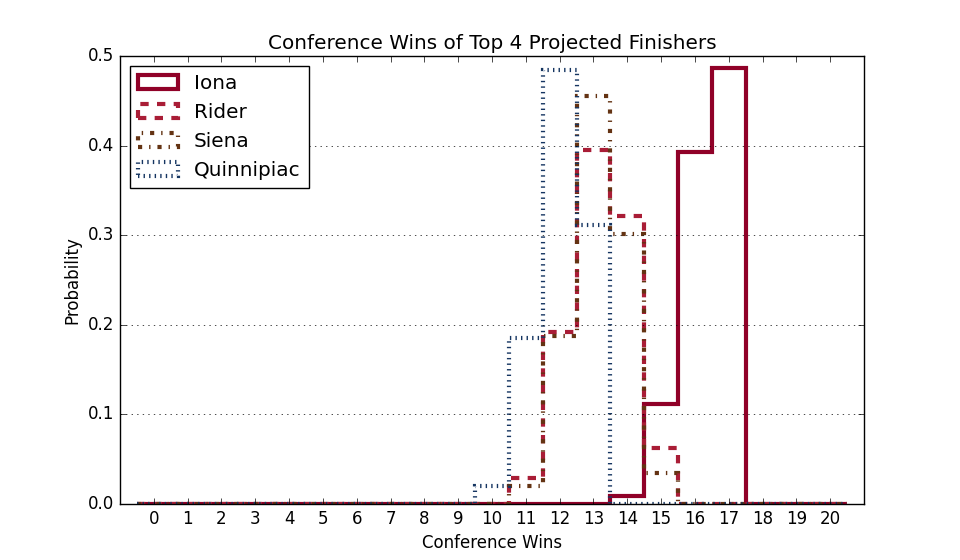 Conference Wins of Top 4 Projected Finishers
0.5
Iona
Rider
Siena
Quinnipiac
0.4
0.3
Probability
0.2
0.1
0.0
0 1 2 3 4 5 6 7 8 9 10 11 12 13 14 15 16 17 18 19 20
Conference Wins